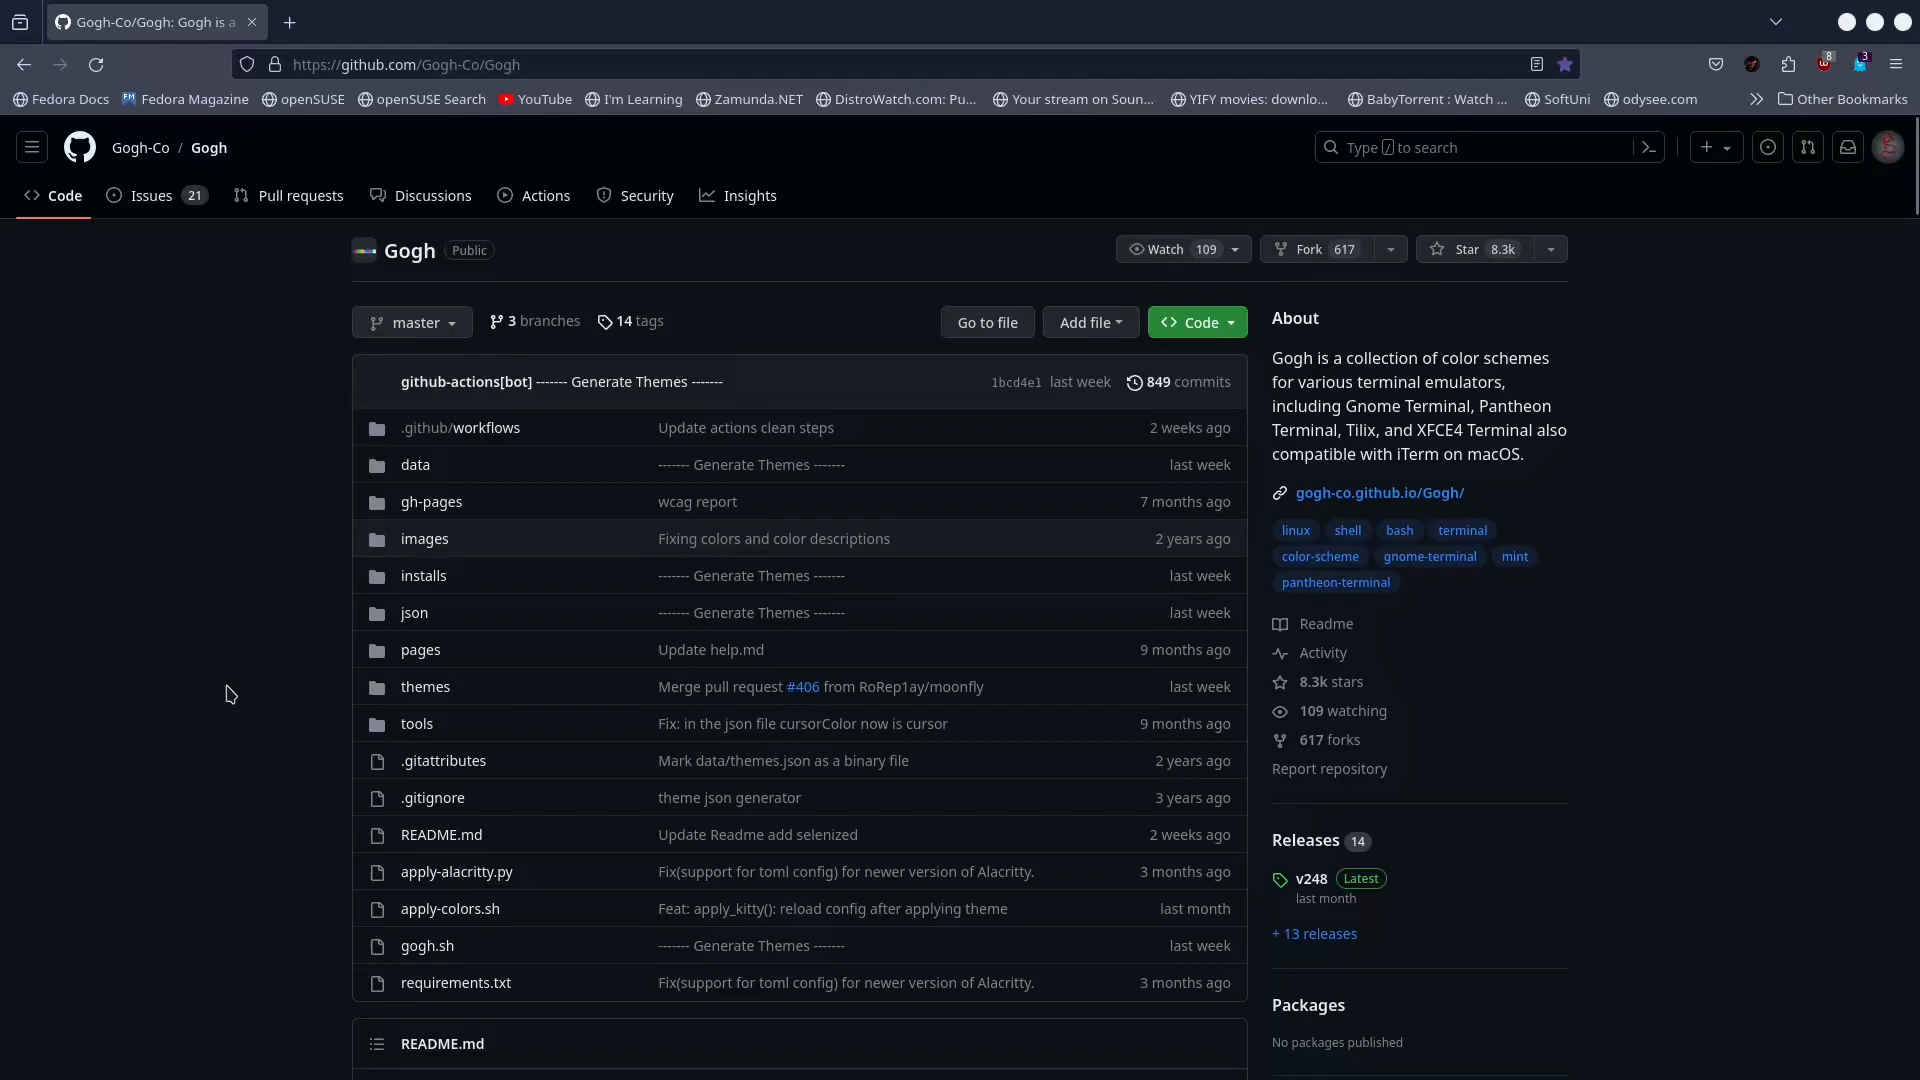 Gogh-Co/Gogh: Gogh is a
https://github.com/Gogh-Co/Gogh
8
3
Fedora Docs
FM Fedora Magazine
openSUSE
openSUSE Search
YouTube
I'm Learning
Zamunda.NET
DistroWatch.com: Pu...
Your stream on Soun...
YIFY movies: downlo...
BabyTorrent : Watch ...
SoftUni
odysee.com
Other Bookmarks
Gogh-Co / Gogh
Type / to search
Code
Issues 21
Pull requests
Discussions
Actions
Security
Insights
Gogh Public
Watch 109
Fork 617
Star 8.3k
master
3 branches
14 tags
Go to file
Add file
Code
github-actions[bot] ------- Generate Themes ------- 1bcd4e1 last week 849 commits
.github/workflows Update actions clean steps 2 weeks ago
data ------- Generate Themes ------- last week
gh-pages wcag report 7 months ago
images Fixing colors and color descriptions 2 years ago
installs ------- Generate Themes ------- last week
json ------- Generate Themes ------- last week
pages Update help.md 9 months ago
themes Merge pull request #406 from RoRep1ay/moonfly last week
tools Fix: in the json file cursorColor now is cursor 9 months ago
.gitattributes Mark data/themes.json as a binary file 2 years ago
.gitignore theme json generator 3 years ago
README.md Update Readme add selenized 2 weeks ago
apply-alacritty.py Fix(support for toml config) for newer version of Alacritty. 3 months ago
apply-colors.sh Feat: apply_kitty(): reload config after applying theme last month
gogh.sh ------- Generate Themes ------- last week
requirements.txt Fix(support for toml config) for newer version of Alacritty. 3 months ago
README.md
About
Gogh is a collection of color schemes
for various terminal emulators,
including Gnome Terminal, Pantheon
Terminal, Tilix, and XFCE4 Terminal also
compatible with iTerm on macOS.
gogh-co.github.io/Gogh/
linux shell bash terminal
color-scheme gnome-terminal mint
pantheon-terminal
Readme
Activity
8.3k stars
109 watching
617 forks
Report repository
Releases 14
v248 Latest
last month
+ 13 releases
Packages
No packages published